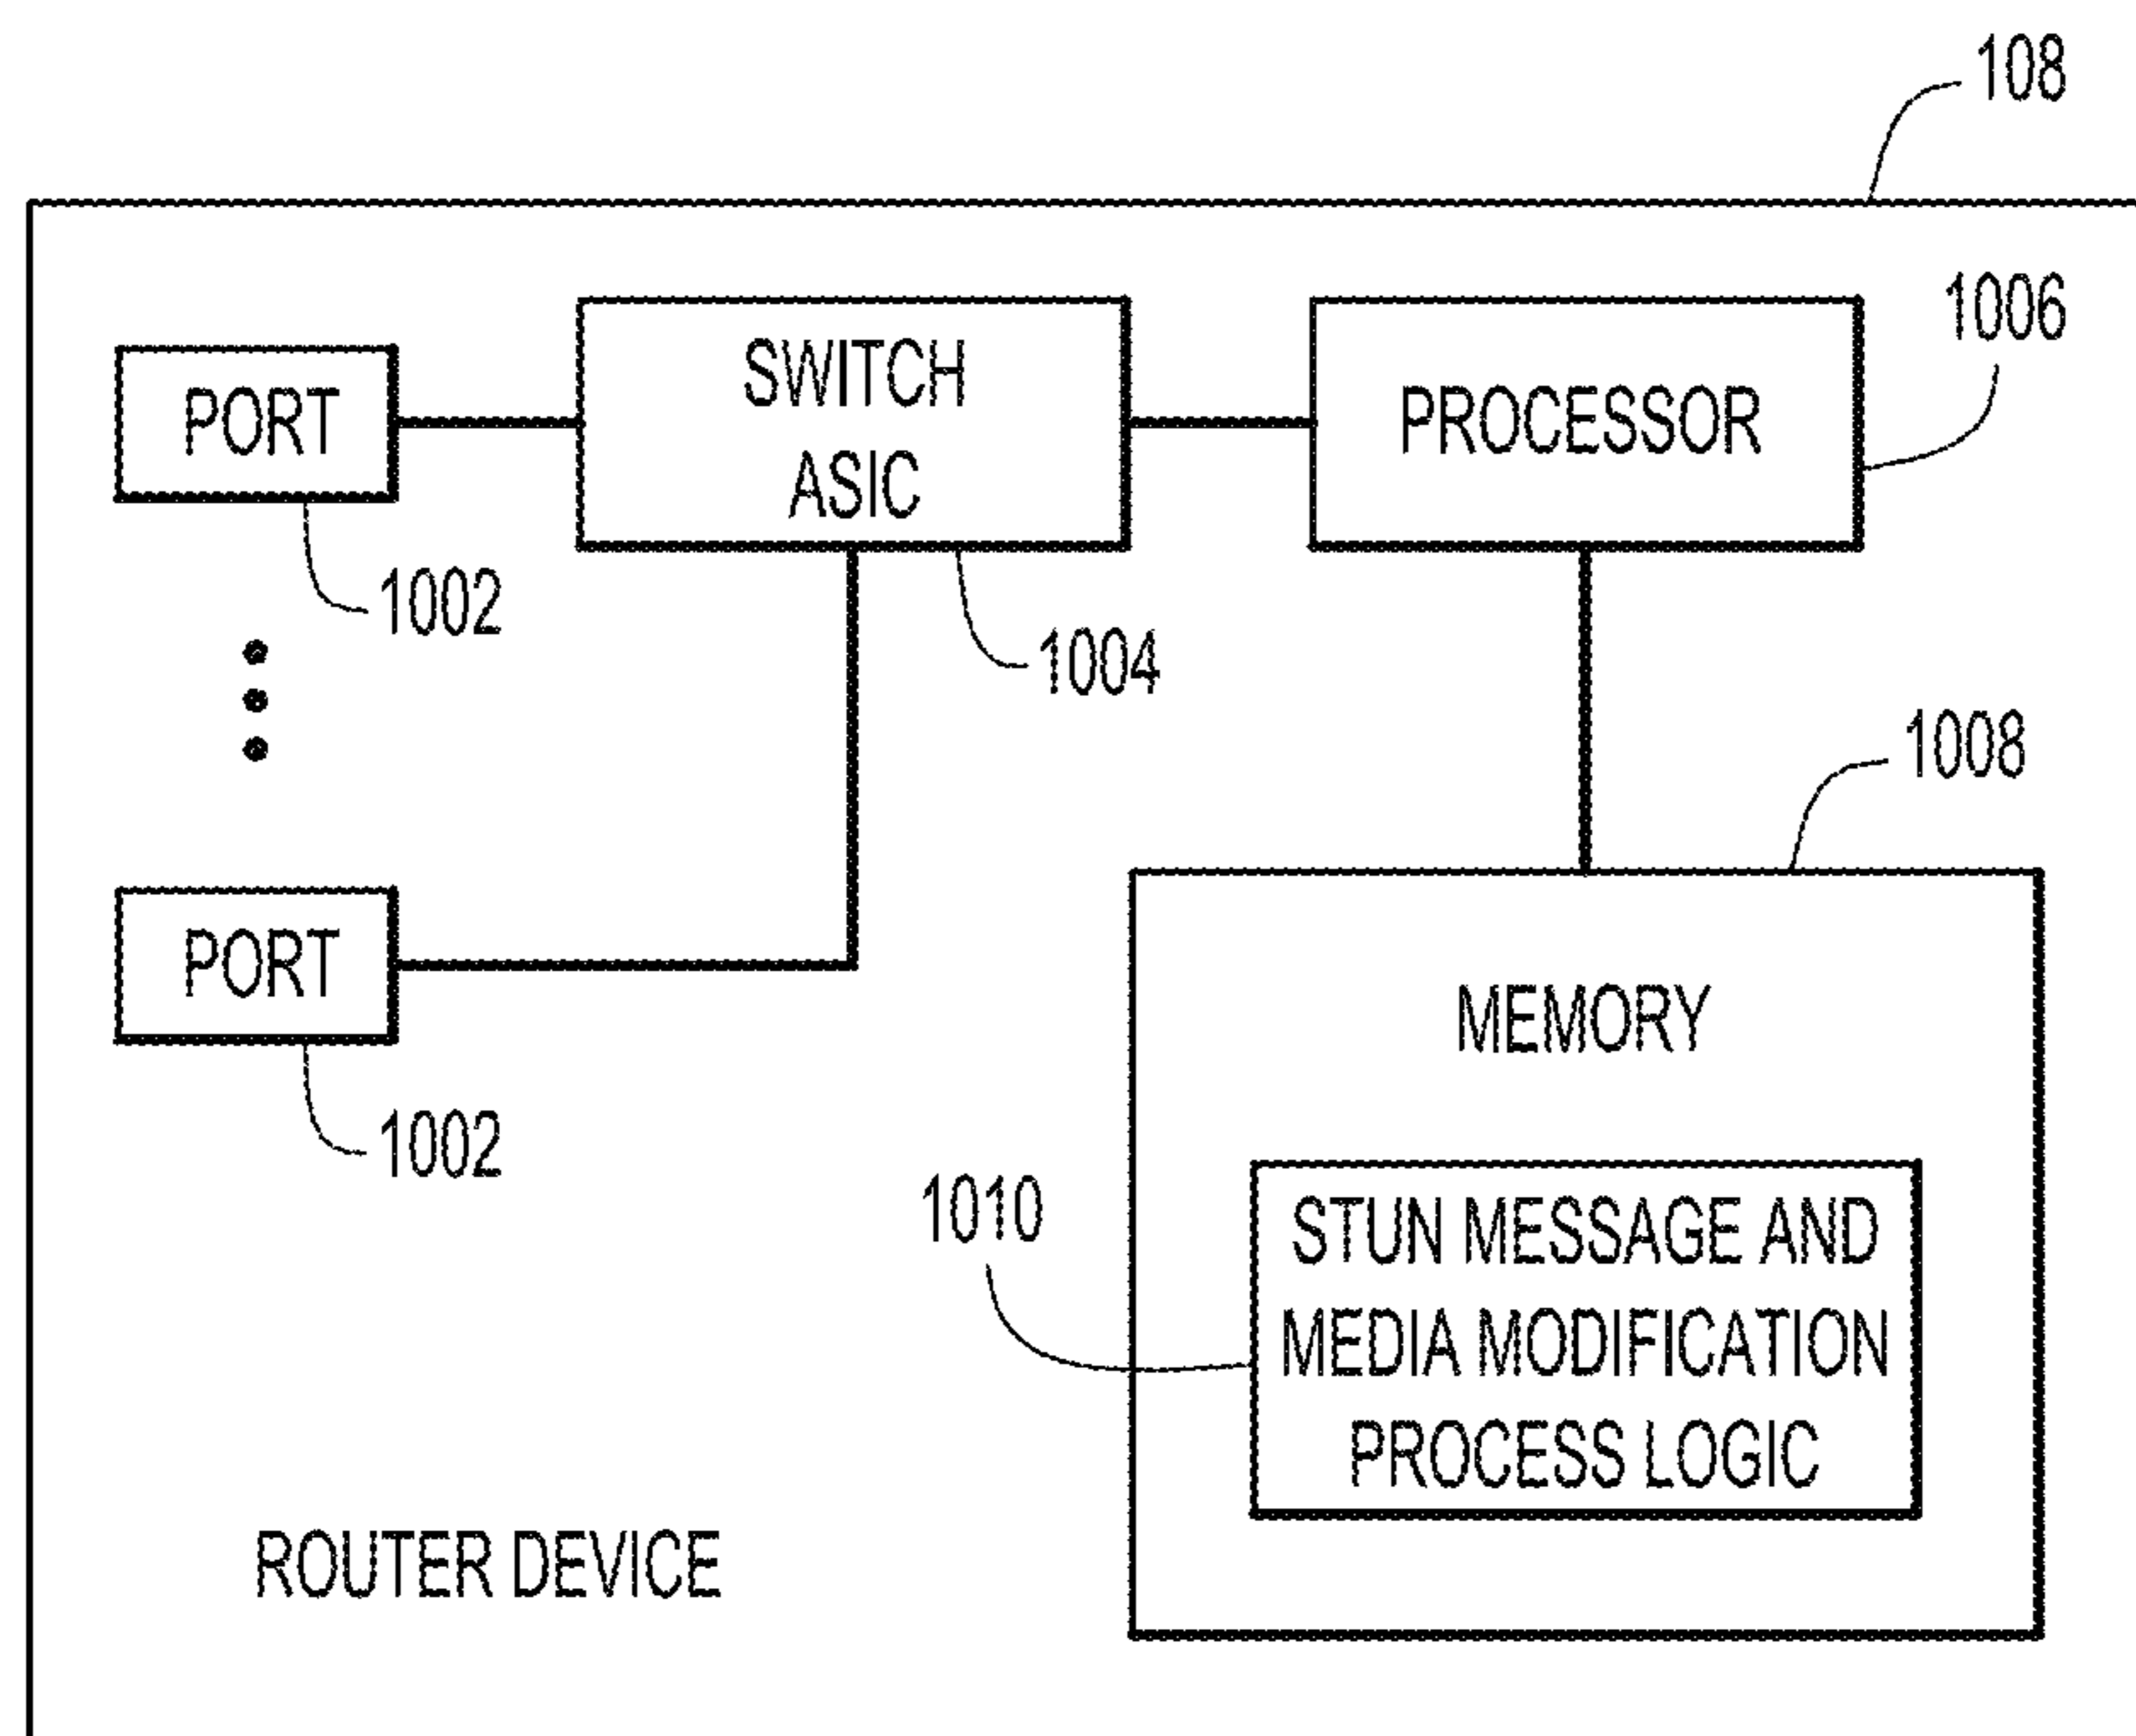 108
1006
SWITCH
ASIC
PORT
PROCESSOR
1002
1004
1008
PORT
MEMORY
1002
1010
STUN MESSAGE AND
MEDIA MODIFICATION
PROCESS LOGIC
ROUTER DEVICE